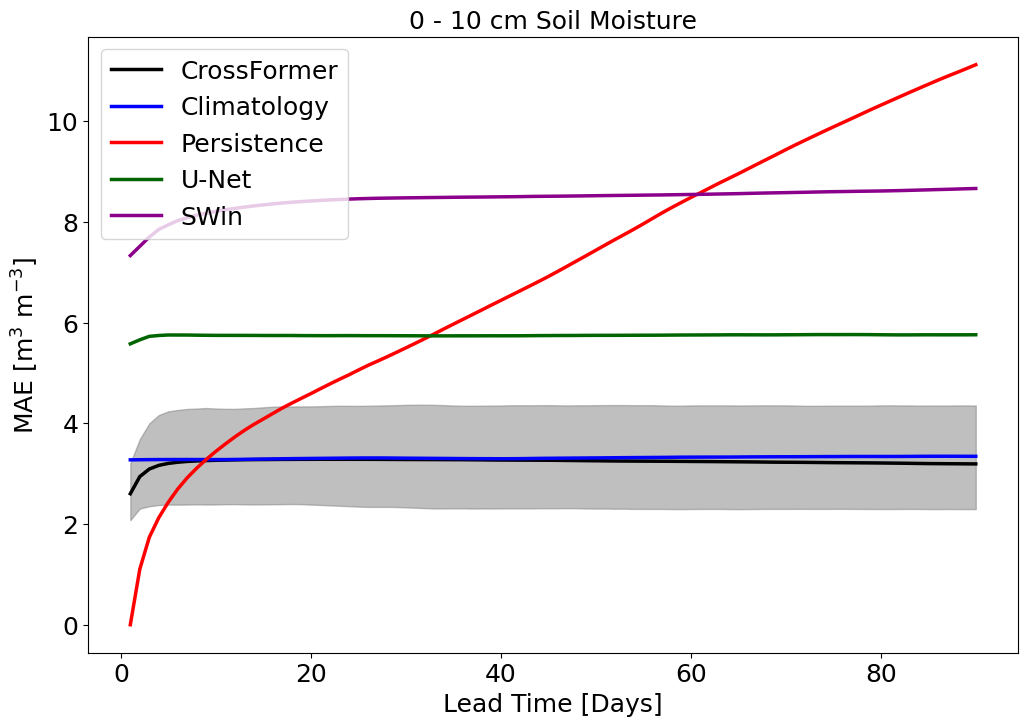 0 - 10 cm Soil Moisture
CrossFormer
Climatology
Persistence
U-Net
SWin
MAE [m³ m⁻³]
10
8
6
4
2
0
0 20 40 60 80
Lead Time [Days]